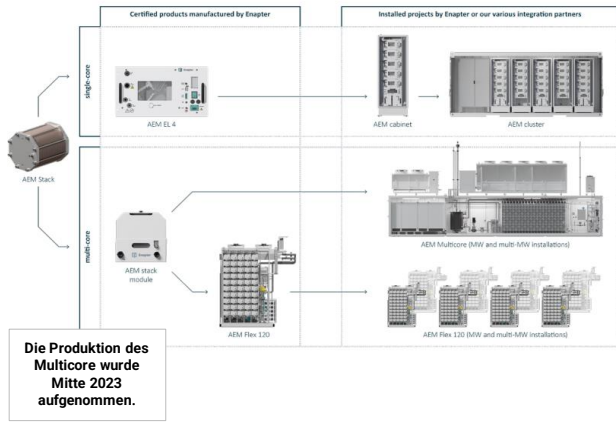 Certified products manufactured by Enapter
Installed projects by Enapter or our various integration partners
single-core
AEM EL 4
AEM cabinet
AEM cluster
AEM Stack
multi-core
AEM Multicore (MW and multi-MW installations)
AEM stack
module
Enapter
AEM Flex 120
AEM Flex 120 (MW and multi-MW installations)
Die Produktion des
Multicore wurde
Mitte 2023
aufgenommen.